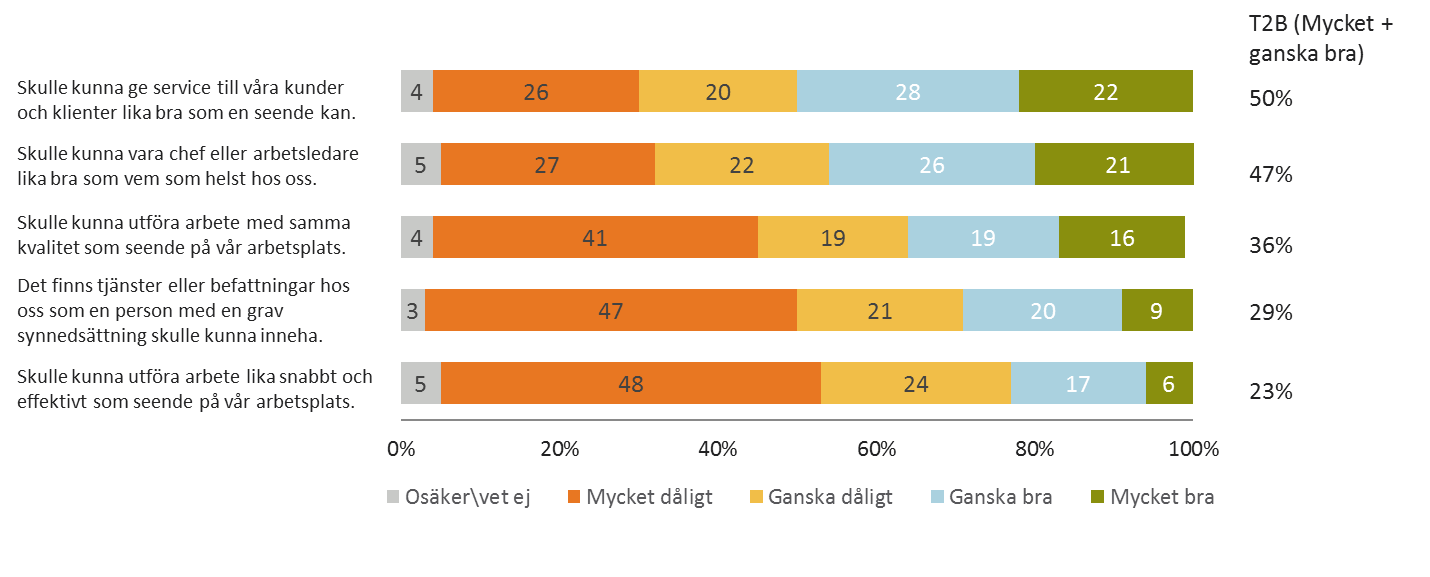 T2B (Mycket +
ganska bra)
Skulle kunna ge service till våra kunder
och klienter lika bra som en seende kan.
4 26 20 28 22
50%
Skulle kunna vara chef eller arbetsledare
lika bra som vem som helst hos oss.
5 27 22 26 21
47%
Skulle kunna utföra arbete med samma
kvalitet som seende på vår arbetsplats.
4 41 19 19 16
36%
Det finns tjänster eller befattningar hos
oss som en person med en grav
synnedsättning skulle kunna inneha.
3 47 21 20 9
29%
Skulle kunna utföra arbete lika snabbt och
effektivt som seende på vår arbetsplats.
5 48 24 17 6
23%
0% 20% 40% 60% 80% 100%
Osäker\vet ej Mycket dåligt Ganska dåligt Ganska bra Mycket bra